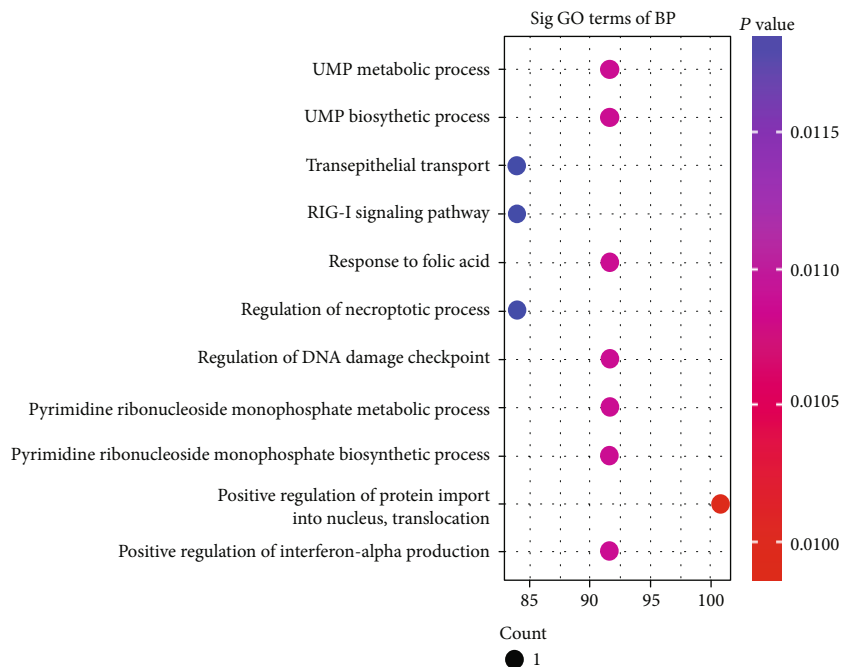 Sig GO terms of BP
P value
UMP metabolic process
UMP biosythetic process
Transepithelial transport
RIG-I signaling pathway
Response to folic acid
Regulation of necroptotic process
Regulation of DNA damage checkpoint
Pyrimidine ribonucleoside monophosphate metabolic process
Pyrimidine ribonucleoside monophosphate biosynthetic process
Positive regulation of protein import
into nucleus, translocation
Positive regulation of interferon-alpha production
0.0115
0.0110
0.0105
0.0100
85 90 95 100
Count
1